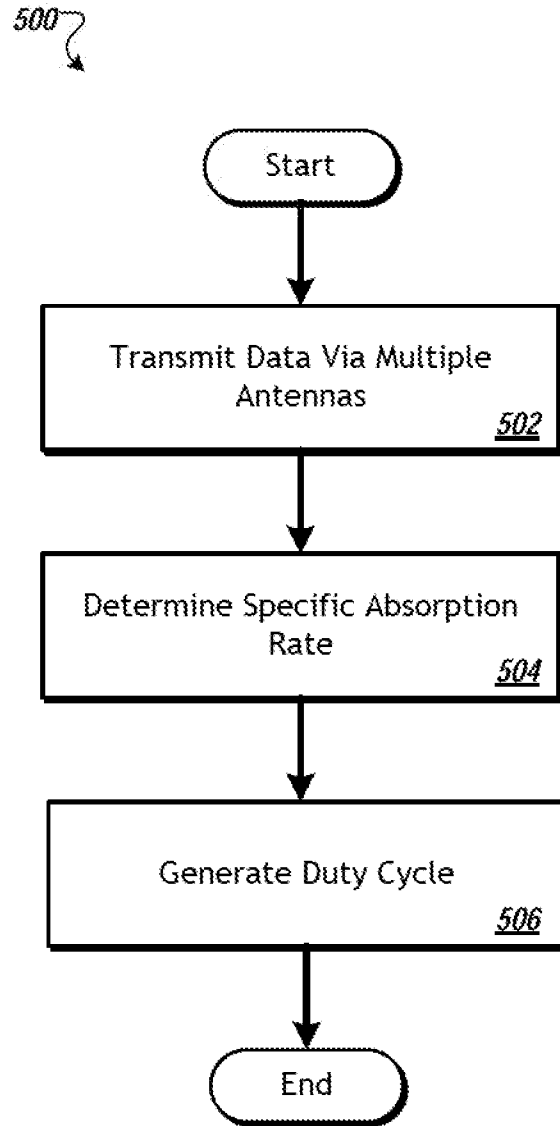 500
Start
Transmit Data Via Multiple
Antennas
502
Determine Specific Absorption
Rate
504
Generate Duty Cycle
506
End